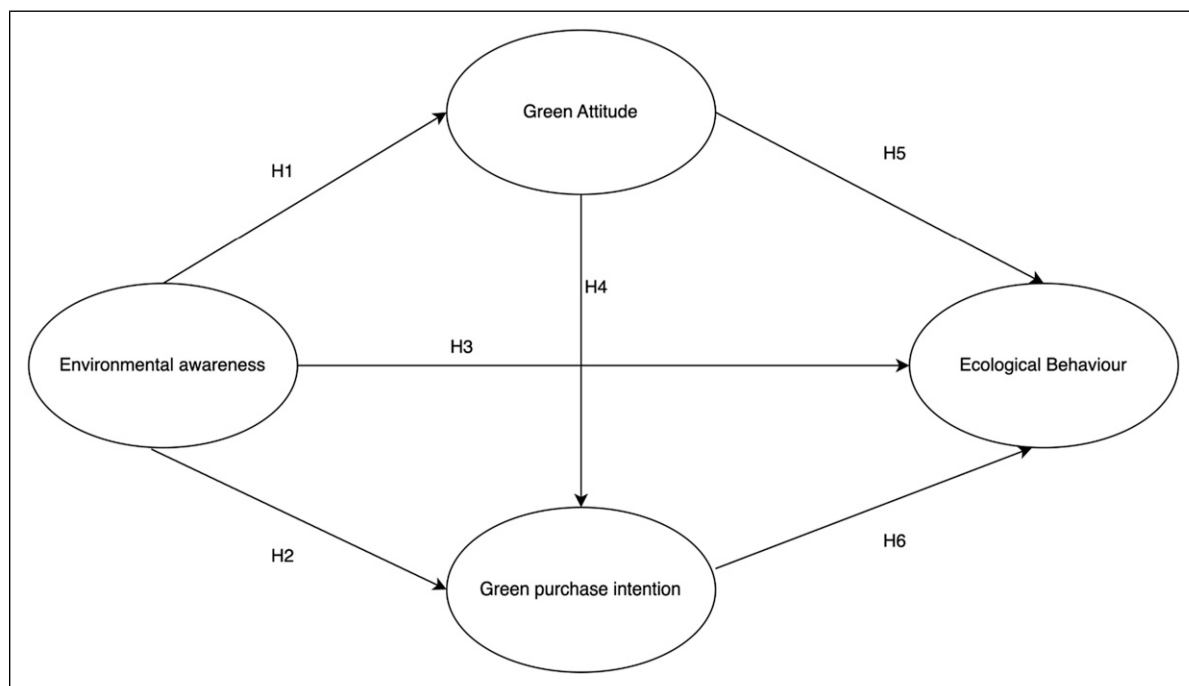 Green Attitude
H5
H1
H4
H3
Environmental awareness
Ecological Behaviour
H2
H6
Green purchase intention